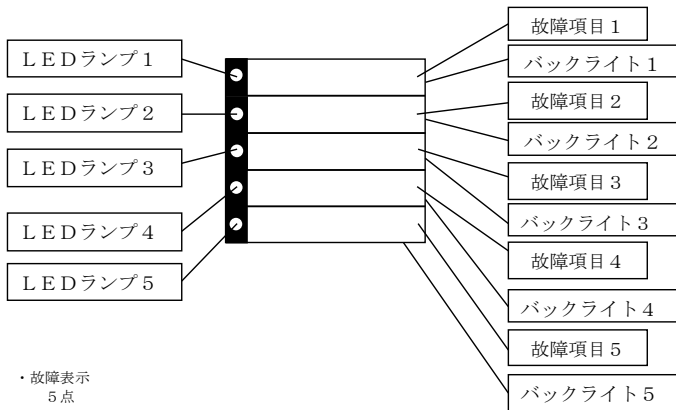 LEDランプ1
LEDランプ2
LEDランプ3
LEDランプ4
LEDランプ5
故障項目1
バックライト1
故障項目2
バックライト2
故障項目3
バックライト3
故障項目4
バックライト4
故障項目5
バックライト5
・故障表示
5点